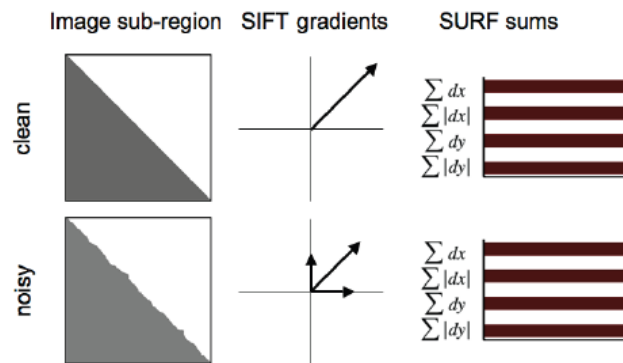 Image sub-region SIFT gradients SURF sums
clean
∑ dx
∑ |dx|
∑ dy
∑ |dy|
noisy
∑ dx
∑ |dx|
∑ dy
∑ |dy|